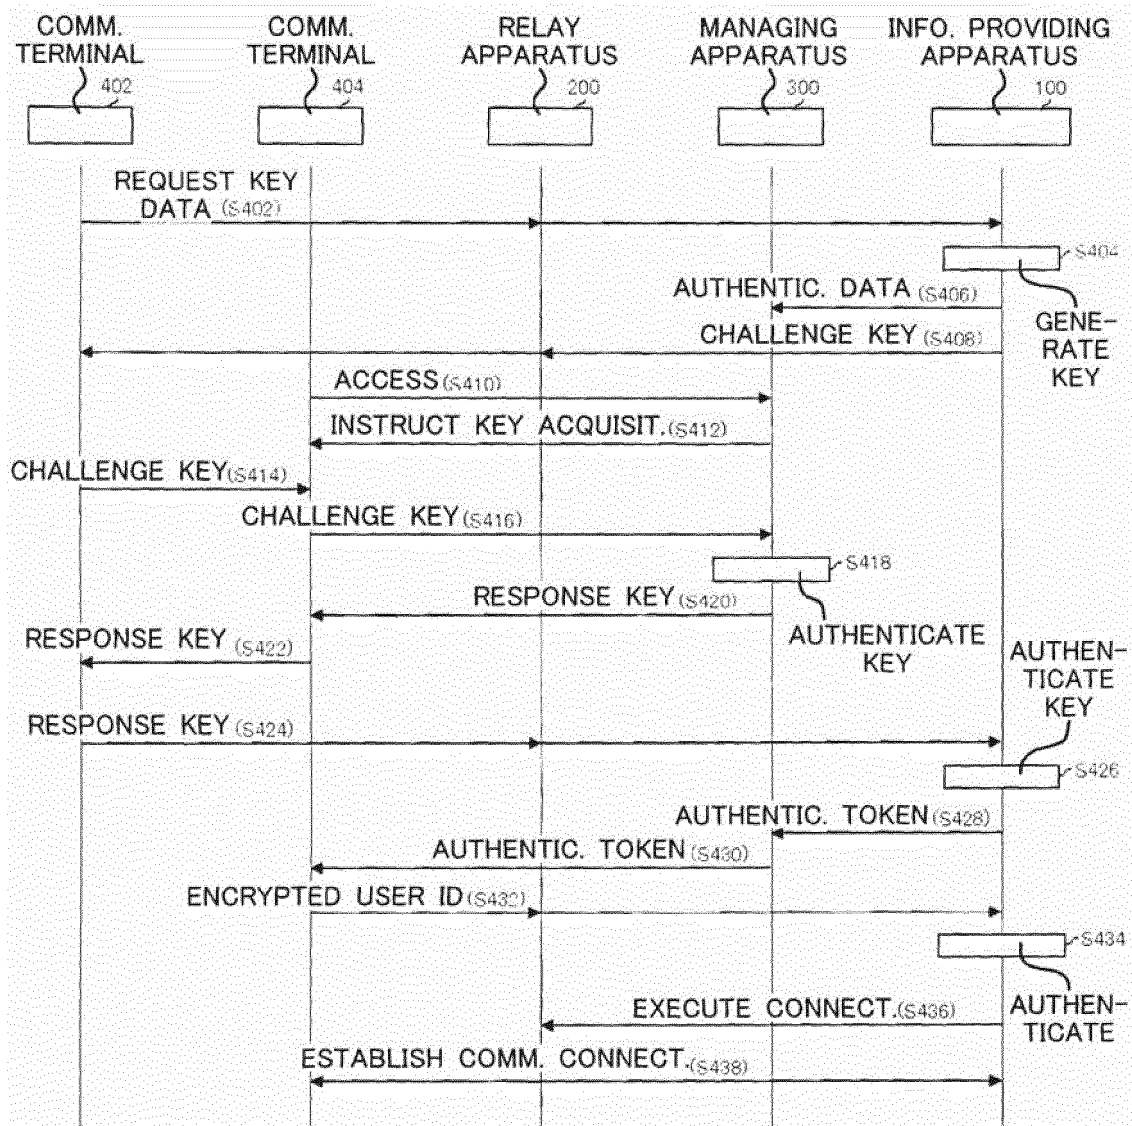 COMM.
TERMINAL
402
COMM.
TERMINAL
404
RELAY
APPARATUS
200
MANAGING
APPARATUS
300
INFO. PROVIDING
APPARATUS
100
REQUEST KEY
DATA (S402)
S404
GENE-
RATE
KEY
AUTHENTIC. DATA (S406)
CHALLENGE KEY (S408)
ACCESS (S410)
INSTRUCT KEY ACQUISIT. (S412)
CHALLENGE KEY (S414)
CHALLENGE KEY (S416)
S418
AUTHENTICATE
KEY
RESPONSE KEY (S420)
RESPONSE KEY (S422)
AUTHEN-
TICATE
KEY
RESPONSE KEY (S424)
S426
AUTHENTIC. TOKEN (S428)
AUTHENTIC. TOKEN (S430)
ENCRYPTED USER ID (S432)
S434
AUTHEN-
TICATE
EXECUTE CONNECT. (S436)
ESTABLISH COMM. CONNECT. (S438)